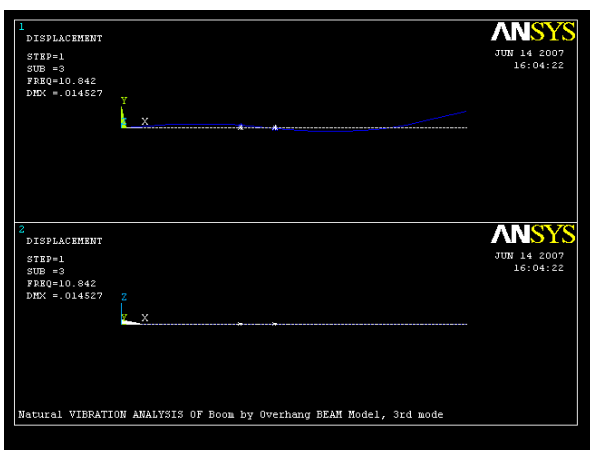 1
DISPLACEMENT
STEP=1
SUB =3
FREQ=10.842
DMX =.014527
ANSYS
JUN 14 2007
16:04:22
Y
X
2
DISPLACEMENT
STEP=1
SUB =3
FREQ=10.842
DMX =.014527
ANSYS
JUN 14 2007
16:04:22
Z
Y X
Natural VIBRATION ANALYSIS OF Boom by Overhang BEAM Model, 3rd mode